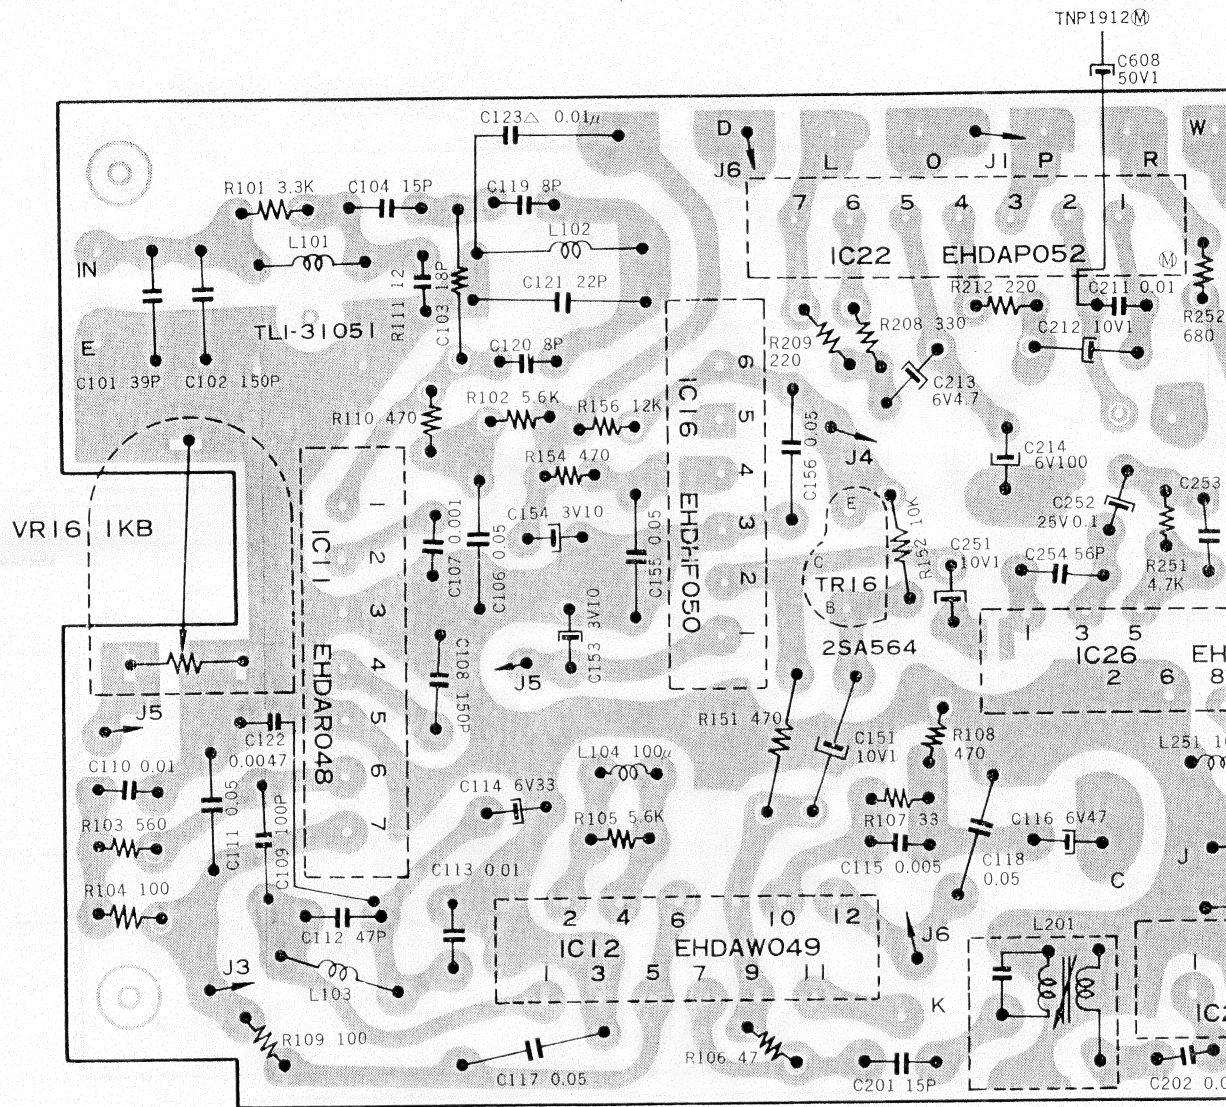 TNP1912Ⓜ
C608
50V1
C123△ 0.01μ
D
W
J6
L
O
J1 P
R
R101 3.3K
C104 15P
C119 8P
7 6 5 4 3 2 1
L101
L102
IC22 EHDAP052
Ⓜ
IN
R111 12
C103 18P
C121 22P
R212 220
C211 0.01
R252
680
TL1-31051
R209
220
R208 330
C212 10V1
E
C120 8P
6
C101 39P
C102 150P
C213
6V4.7
R110 470
R102 5.6K
R156 12K
IC16
5
C156 0.05
J4
C214
6V100
R154 470
4
C252
25V0.1
C253
1
E
VR16 1KB
IC11
C107 0.001
C106 0.05
C154 3V10
C155 0.05
3
R152 10K
C251
10V1
C254 56P
R251
4.7K
2
C
EHDHF050
2
TR16
3
C153 3V10
B
1
1 3 5
2SA564
IC26
EH
2 6 8
EHDAR048
4
C108 150P
J5
J5
5
R151 470
C151
10V1
R108
470
C122
0.0047
L104 100μ
L251
C110 0.01
6
C114 6V33
C111 0.05
C109 100P
R103 560
7
R105 5.6K
R107 33
C116 6V47
J
C115 0.005
C118
0.05
C
R104 100
C113 0.01
2 4 6 10 12
C112 47P
IC12 EHDAW049
J6
L201
J3
1 3 5 7 9 11
1
L103
K
IC2
R109 100
R106 47
C117 0.05
C201 15P
C202